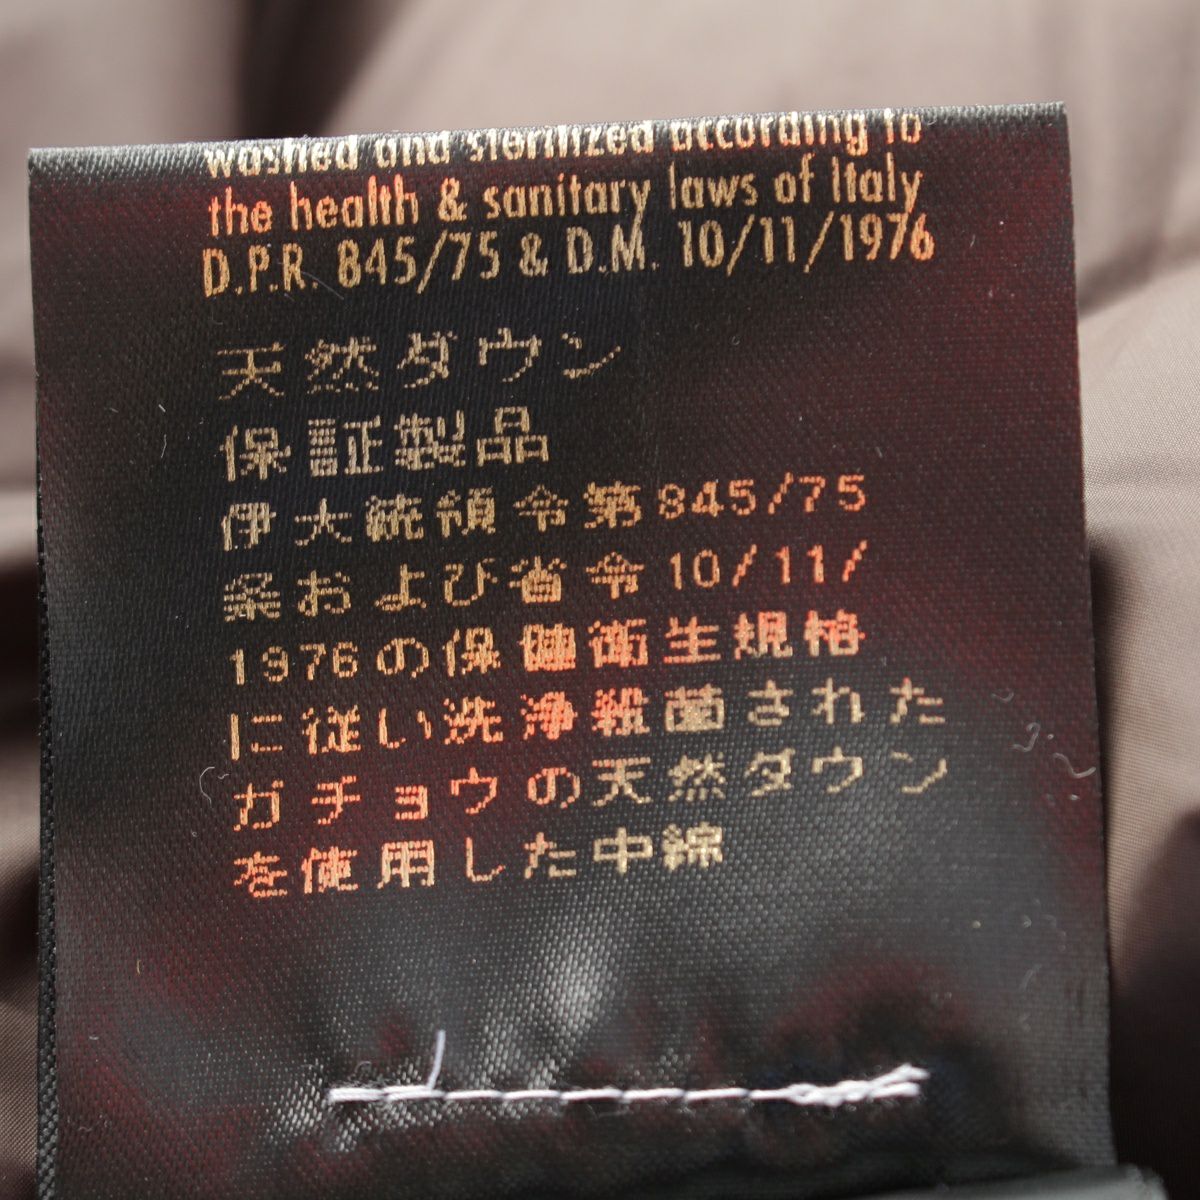 washed and sterilized according to
the health & sanitary laws of Italy
D.P.R. 845/75 & D.M. 10/11/1976
天然ダウン
保証製品
伊大統領令第845/75
条および省令10/11/
1976の保健衛生規格
に従い洗浄殺菌された
ガチョウの天然ダウン
を使用した中綿